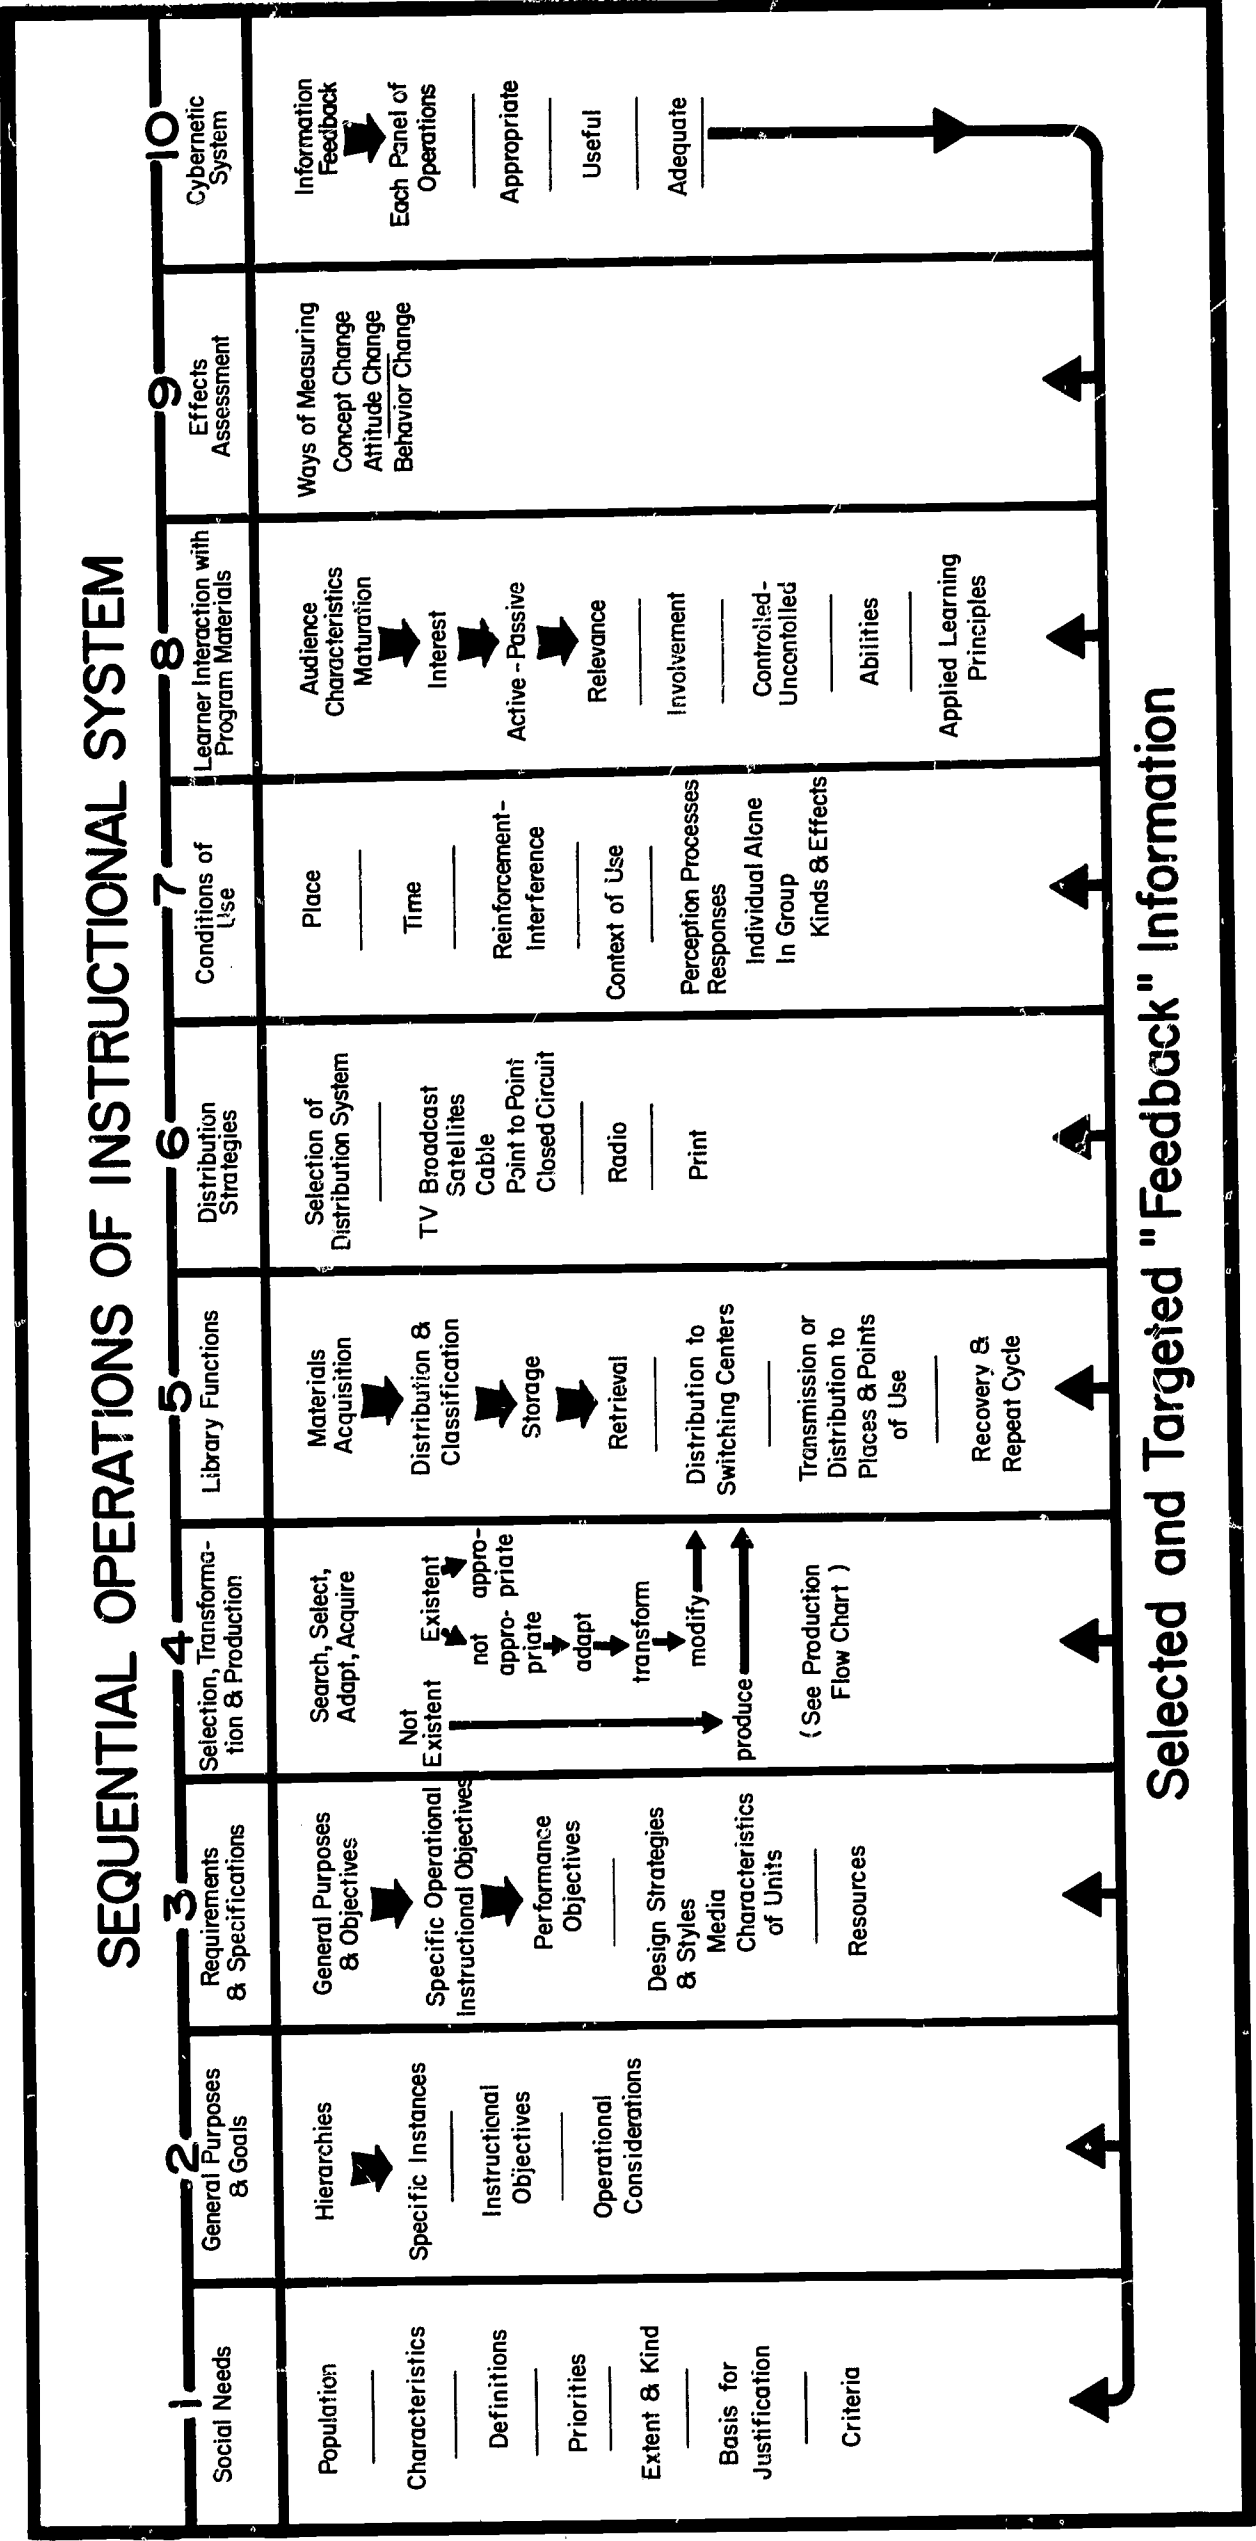 SEQUENTIAL OPERATIONS OF INSTRUCTIONAL SYSTEM
1
Social Needs
Population
Characteristics
Definitions
Priorities
Extent & Kind
Basis for
Justification
Criteria
2
General Purposes
& Goals
Hierarchies
Specific Instances
Instructional
Objectives
Operational
Considerations
3
Requirements
& Specifications
General Purposes
& Objectives
Specific Operational
Instructional Objectives
Performance
Objectives
Design Strategies
& Styles
Media
Characteristics
of Units
Resources
4
Selection, Transforma-
tion & Production
Search, Select,
Adapt, Acquire
Not
Existent
Existent
not
appro-
priate
appro-
priate
adapt
transform
modify
produce
( See Production
Flow Chart )
5
Library Functions
Materials
Acquisition
Distribution &
Classification
Storage
Retrieval
Distribution to
Switching Centers
Transmission or
Distribution to
Places & Points
of Use
Recovery &
Repeat Cycle
6
Distribution
Strategies
Selection of
Distribution System
TV Broadcast
Satellites
Cable
Point to Point
Closed Circuit
Radio
Print
7
Conditions of
Use
Place
Time
Reinforcement-
Interference
Context of Use
Perception Processes
Responses
Individual Alone
In Group
Kinds & Effects
8
Learner Interaction with
Program Materials
Audience
Characteristics
Maturation
Interest
Active - Passive
Relevance
Involvement
Controlled-
Uncontolled
Abilities
Applied Learning
Principles
9
Effects
Assessment
Ways of Measuring
Concept Change
Attitude Change
Behavior Change
10
Cybernetic
System
Information
Feedback
Each Panel of
Operations
Appropriate
Useful
Adequate
Selected and Targeted "Feedback" Information